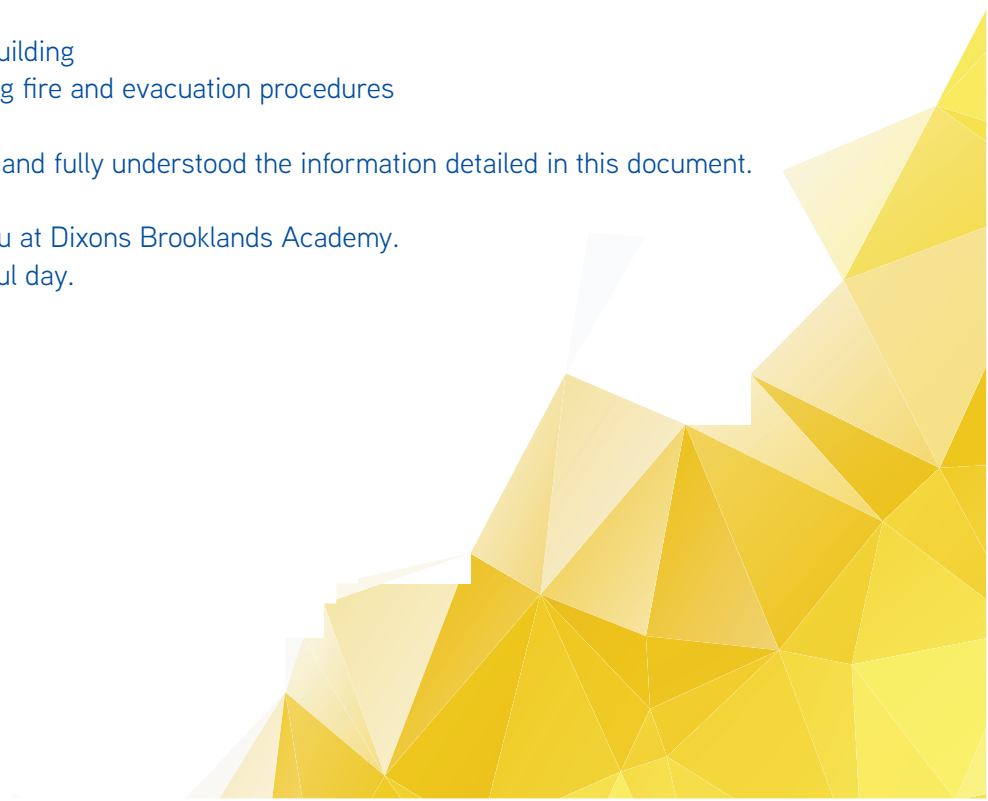 uilding
g fire and evacuation procedures
and fully understood the information detailed in this document.
u at Dixons Brooklands Academy.
ul day.